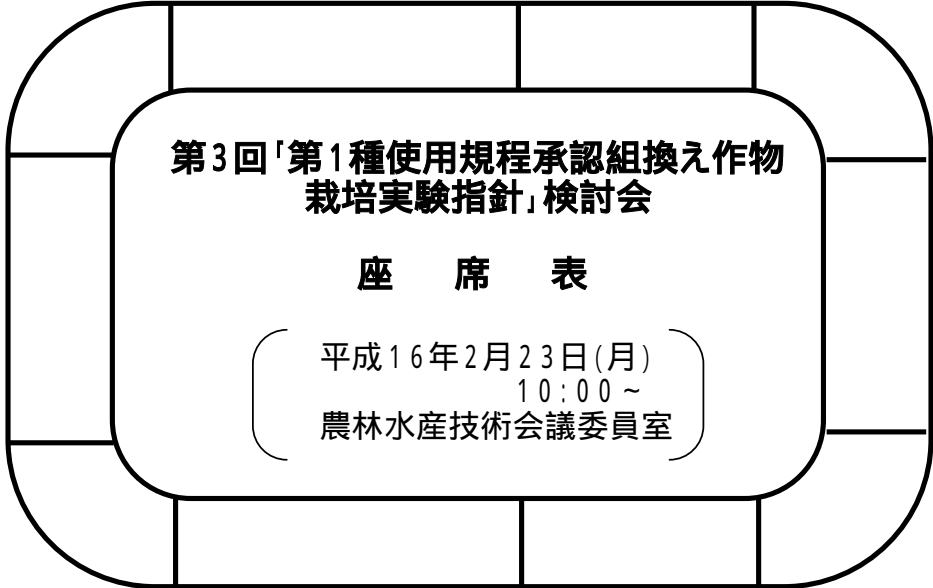 第3回「第1種使用規程承認組換え作物
栽培実験指針」検討会
座 席 表
平成16年2月23日(月)
10:00~
農林水産技術会議委員室